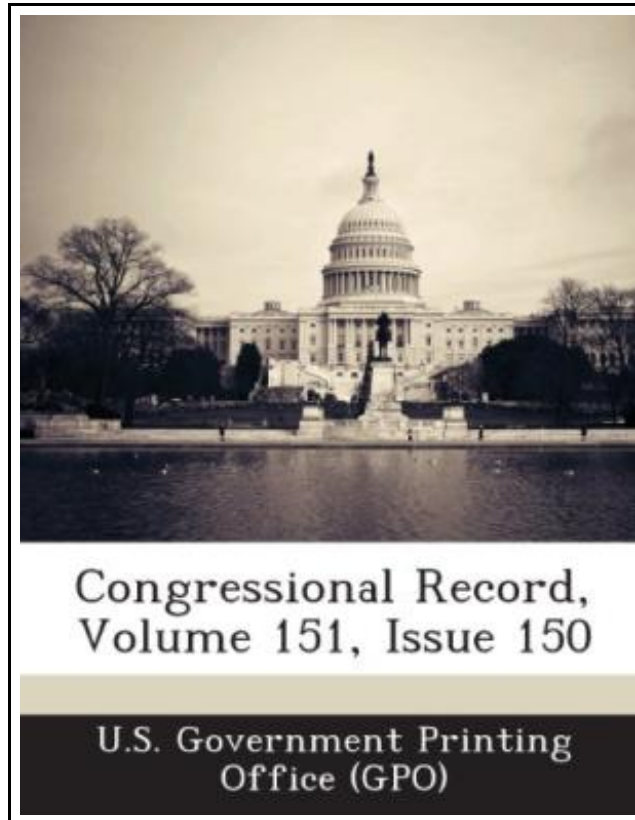 Congressional Record,
Volume 151, Issue 150
U.S. Government Printing
Office (GPO)